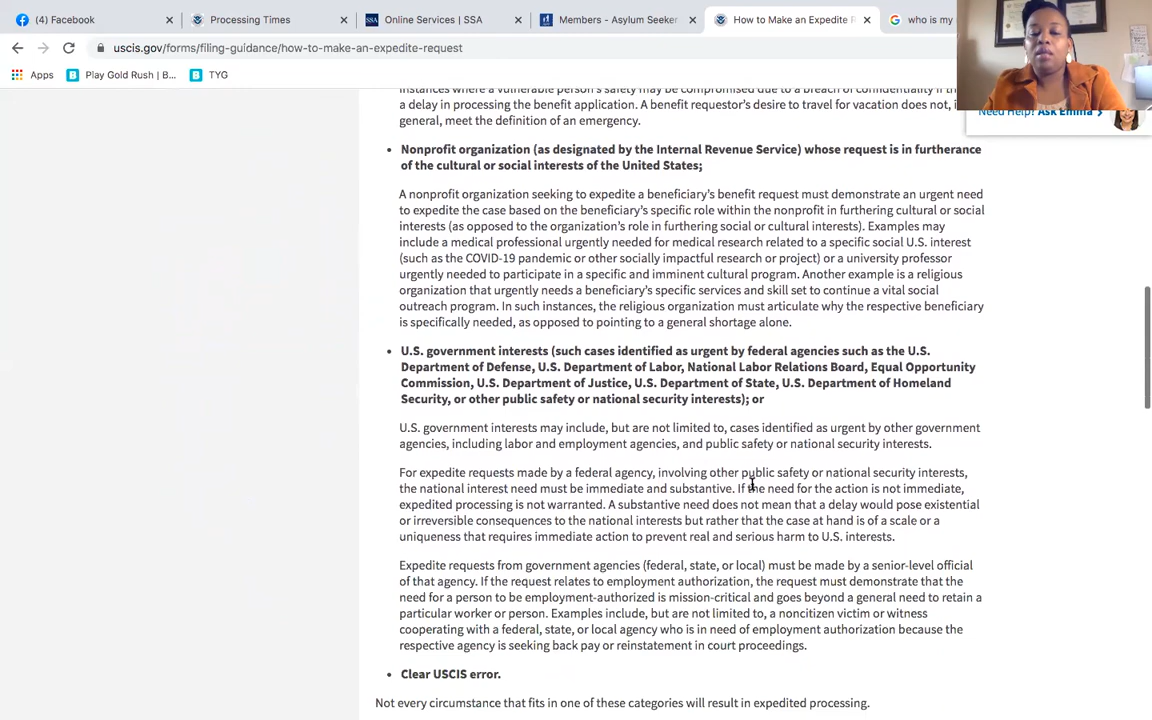 (4) Facebook
Processing Times
SSA Online Services | SSA
Members - Asylum Seeker
How to Make an Expedite R
who is my
uscis.gov/forms/filing-guidance/how-to-make-an-expedite-request
Apps
Play Gold Rush | B...
TYG
Need Help? Ask Emma
instances where a vulnerable person's safety may be compromised due to a breach of confidentiality if th
a delay in processing the benefit application. A benefit requestor's desire to travel for vacation does not, i
general, meet the definition of an emergency.
• Nonprofit organization (as designated by the Internal Revenue Service) whose request is in furtherance
of the cultural or social interests of the United States;
A nonprofit organization seeking to expedite a beneficiary's benefit request must demonstrate an urgent need
to expedite the case based on the beneficiary's specific role within the nonprofit in furthering cultural or social
interests (as opposed to the organization's role in furthering social or cultural interests). Examples may
include a medical professional urgently needed for medical research related to a specific social U.S. interest
(such as the COVID-19 pandemic or other socially impactful research or project) or a university professor
urgently needed to participate in a specific and imminent cultural program. Another example is a religious
organization that urgently needs a beneficiary's specific services and skill set to continue a vital social
outreach program. In such instances, the religious organization must articulate why the respective beneficiary
is specifically needed, as opposed to pointing to a general shortage alone.
• U.S. government interests (such cases identified as urgent by federal agencies such as the U.S.
Department of Defense, U.S. Department of Labor, National Labor Relations Board, Equal Opportunity
Commission, U.S. Department of Justice, U.S. Department of State, U.S. Department of Homeland
Security, or other public safety or national security interests); or
U.S. government interests may include, but are not limited to, cases identified as urgent by other government
agencies, including labor and employment agencies, and public safety or national security interests.
For expedite requests made by a federal agency, involving other public safety or national security interests,
the national interest need must be immediate and substantive. If the need for the action is not immediate,
expedited processing is not warranted. A substantive need does not mean that a delay would pose existential
or irreversible consequences to the national interests but rather that the case at hand is of a scale or a
uniqueness that requires immediate action to prevent real and serious harm to U.S. interests.
Expedite requests from government agencies (federal, state, or local) must be made by a senior-level official
of that agency. If the request relates to employment authorization, the request must demonstrate that the
need for a person to be employment-authorized is mission-critical and goes beyond a general need to retain a
particular worker or person. Examples include, but are not limited to, a noncitizen victim or witness
cooperating with a federal, state, or local agency who is in need of employment authorization because the
respective agency is seeking back pay or reinstatement in court proceedings.
• Clear USCIS error.
Not every circumstance that fits in one of these categories will result in expedited processing.